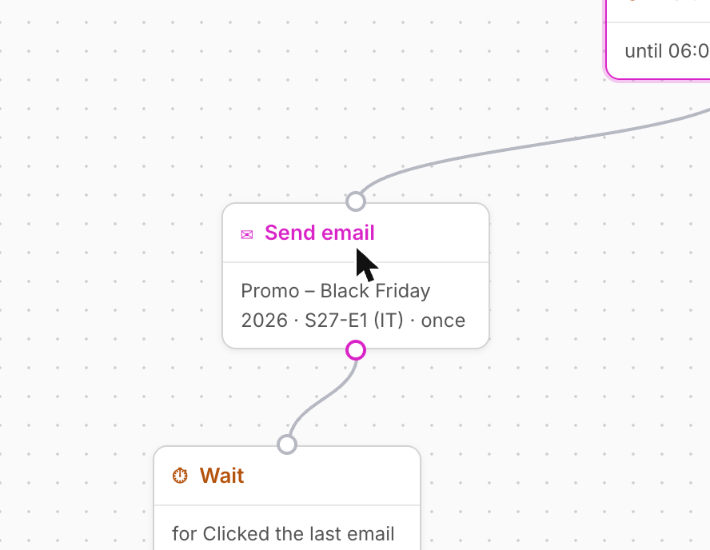 until 06:0
Send email
Promo – Black Friday
2026 · S27-E1 (IT) · once
Wait
for Clicked the last email